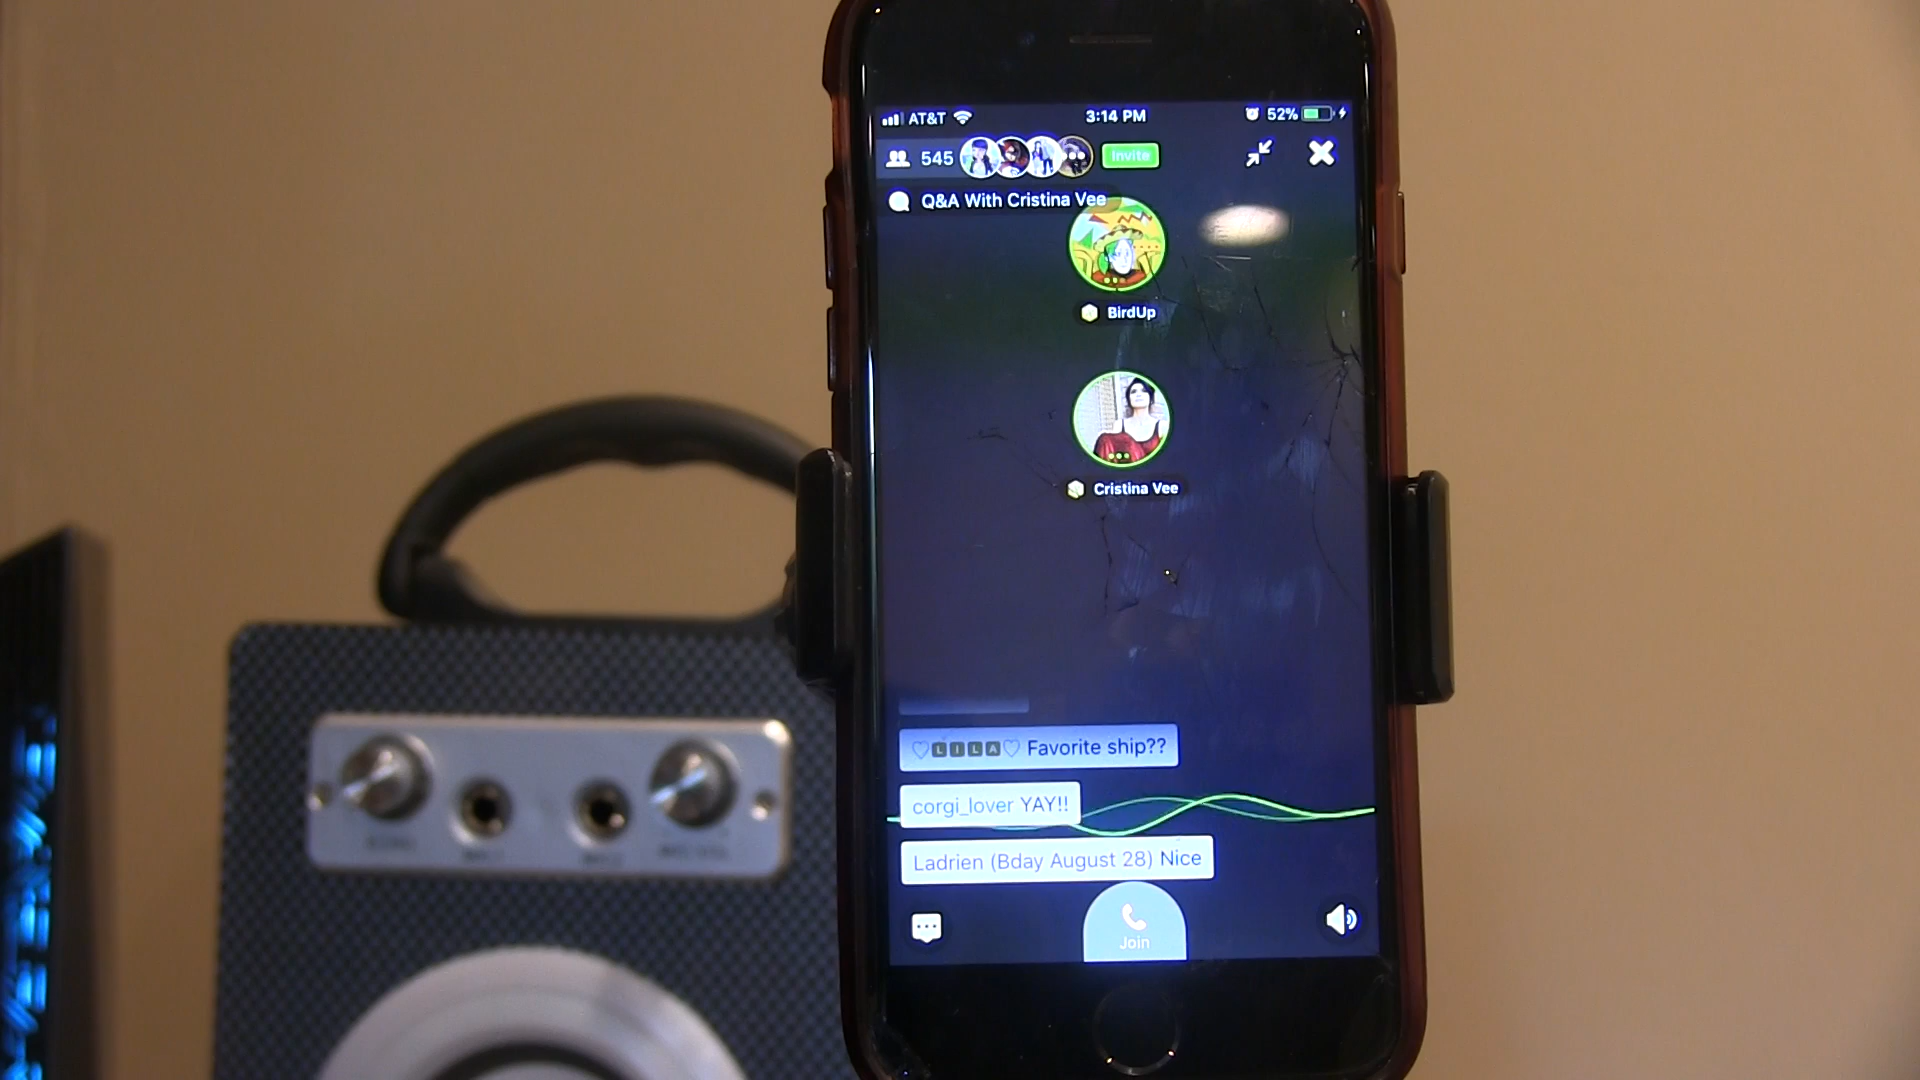 AT&T 3:14 PM 52%
545 Invite
Q&A With Cristina Vee
BirdUp
Cristina Vee
♡🅻🅸🅻🅰♡ Favorite ship??
corgi_lover YAY!!
Ladrien (Bday August 28) Nice
Join